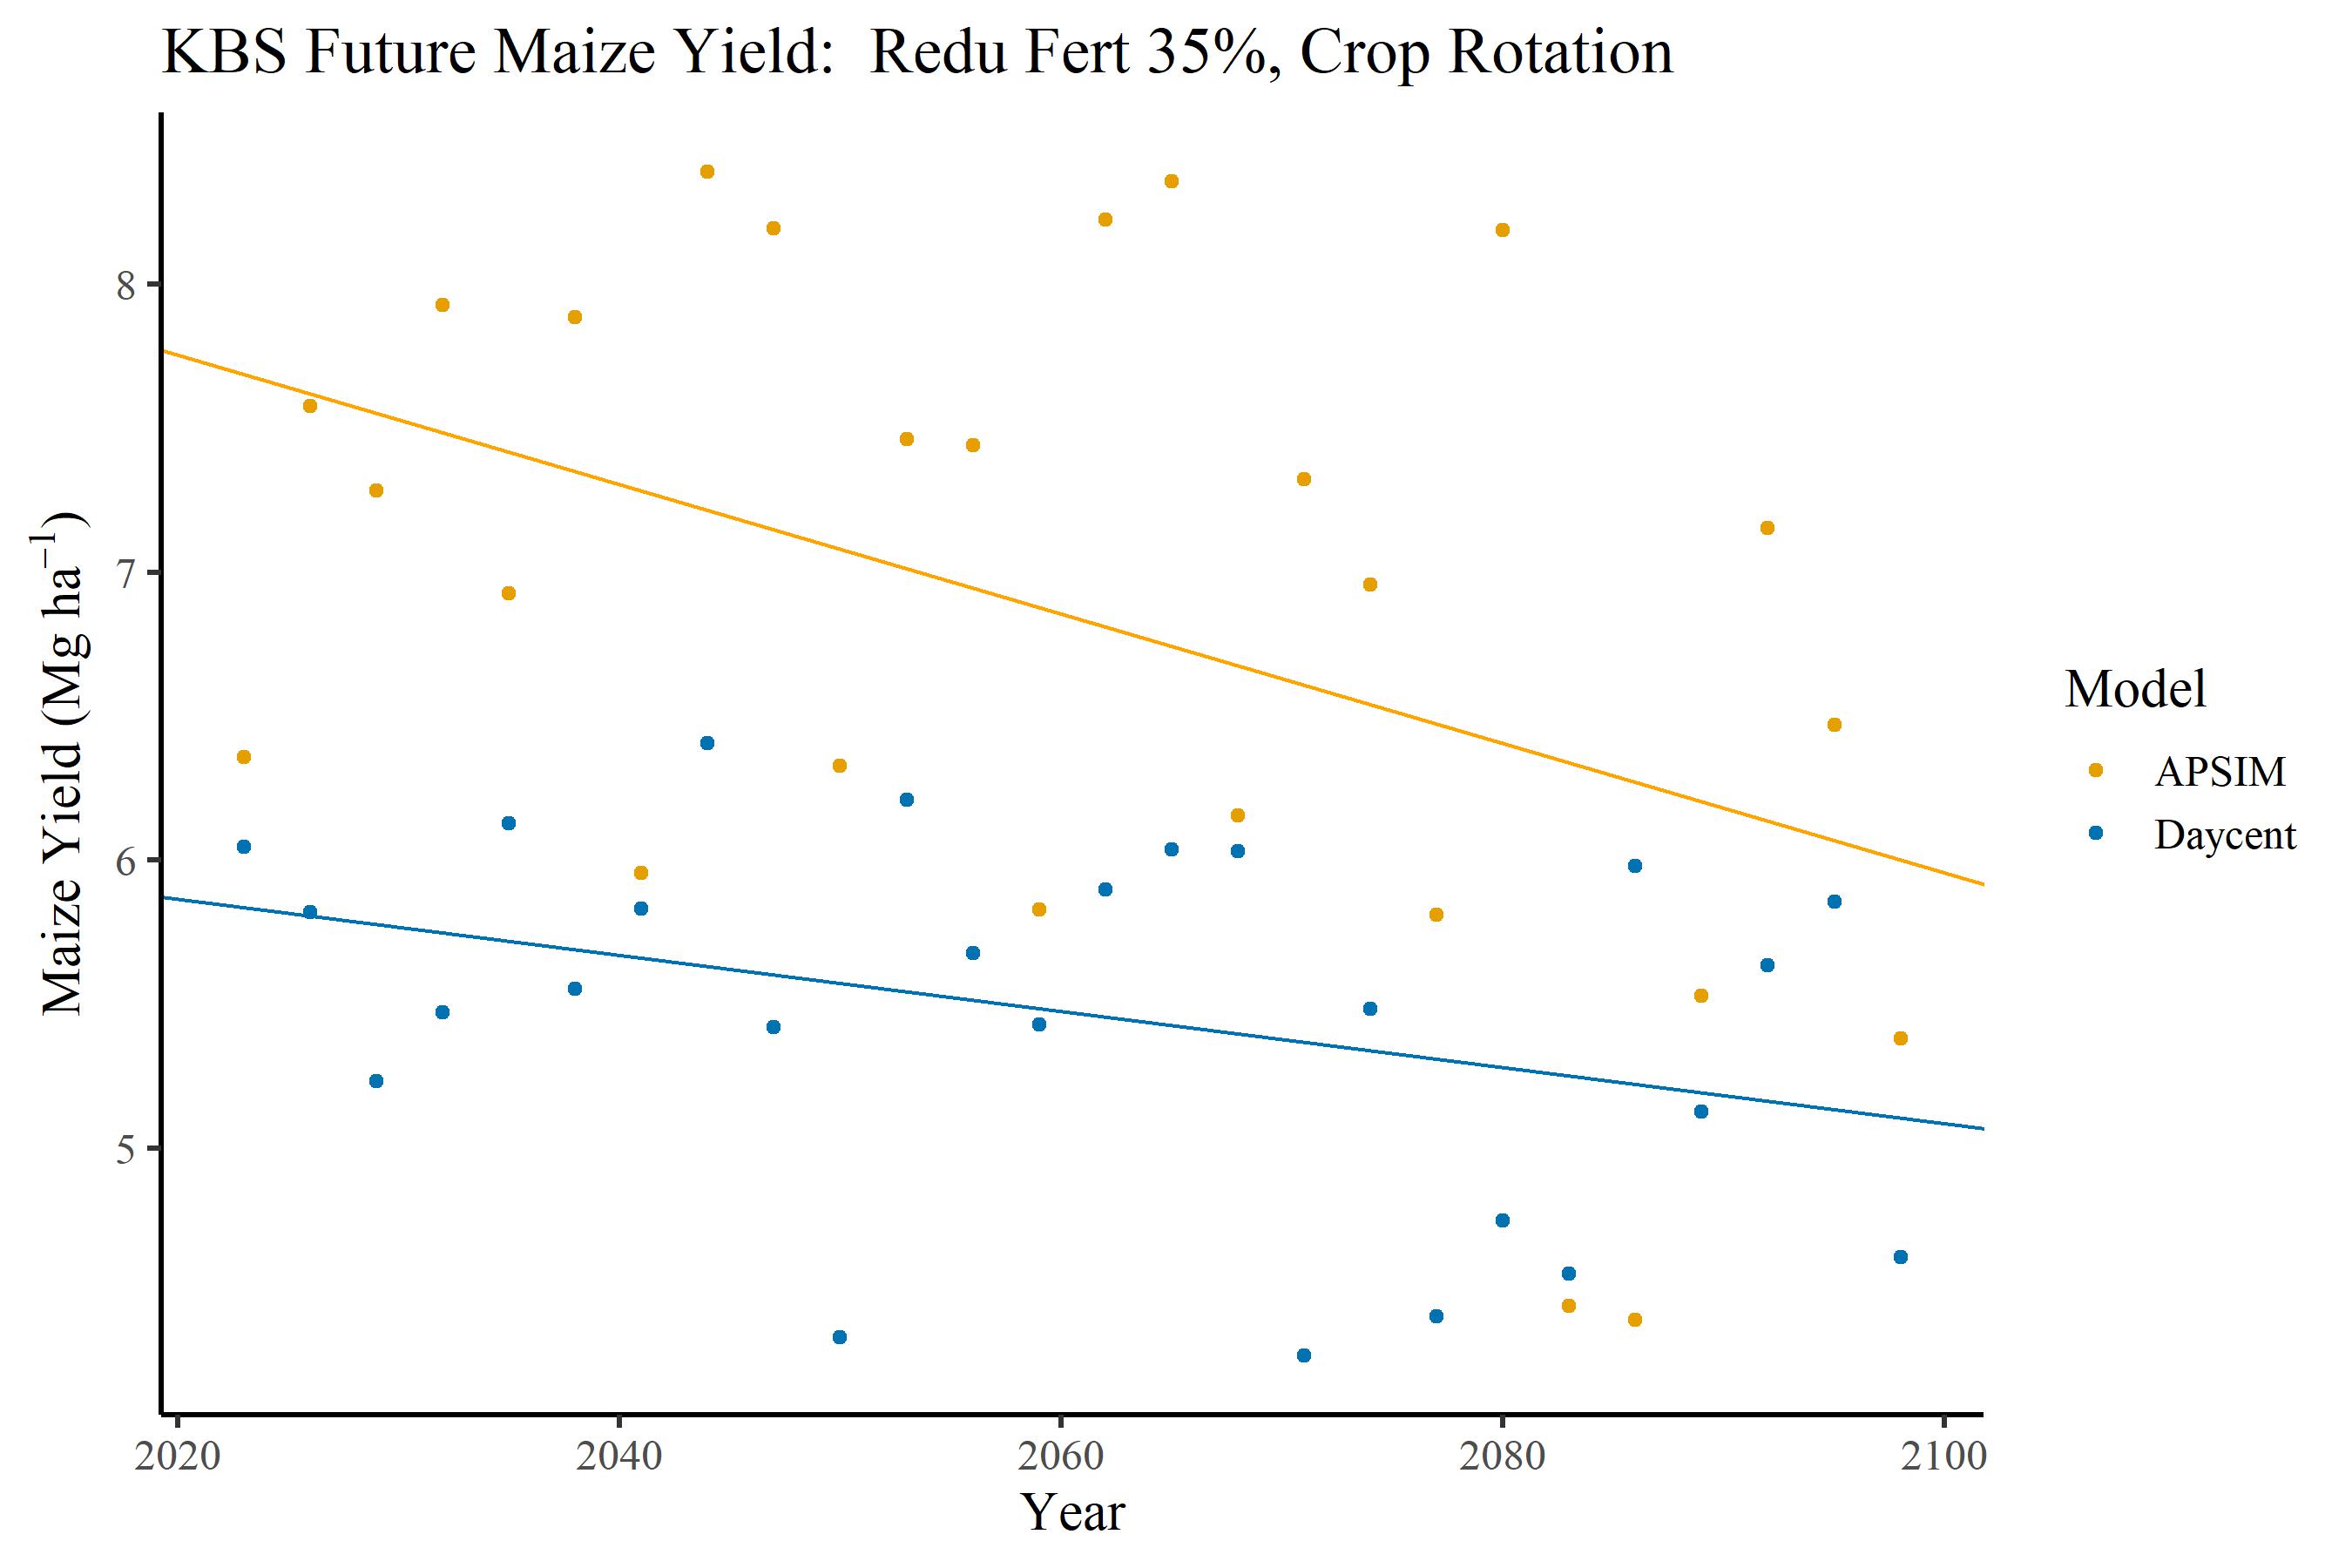 KBS Future Maize Yield:  Redu Fert 35%, Crop Rotation
Maize Yield (Mg ha⁻¹)
8
7
6
5
2020 2040 2060 2080 2100
Year
Model
APSIM
Daycent